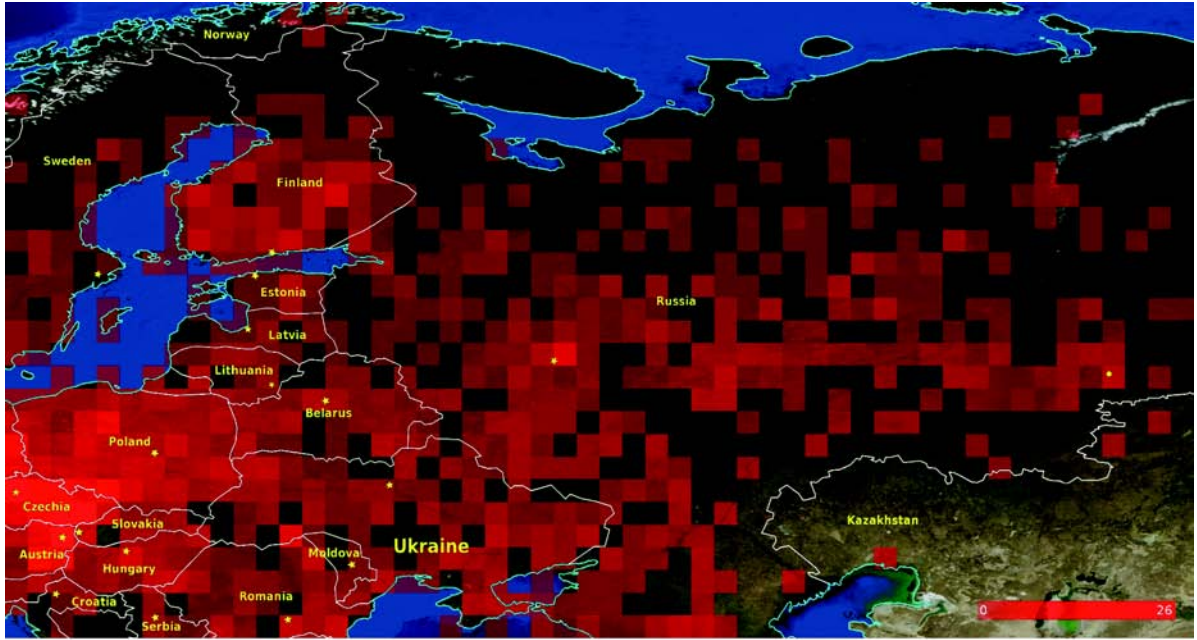 Norway
Sweden
Finland
Estonia
Russia
Latvia
Lithuania
Belarus
Poland
Czechia
Slovakia
Kazakhstan
Austria
Ukraine
Moldova
Hungary
Romania
Croatia
Serbia
0 26